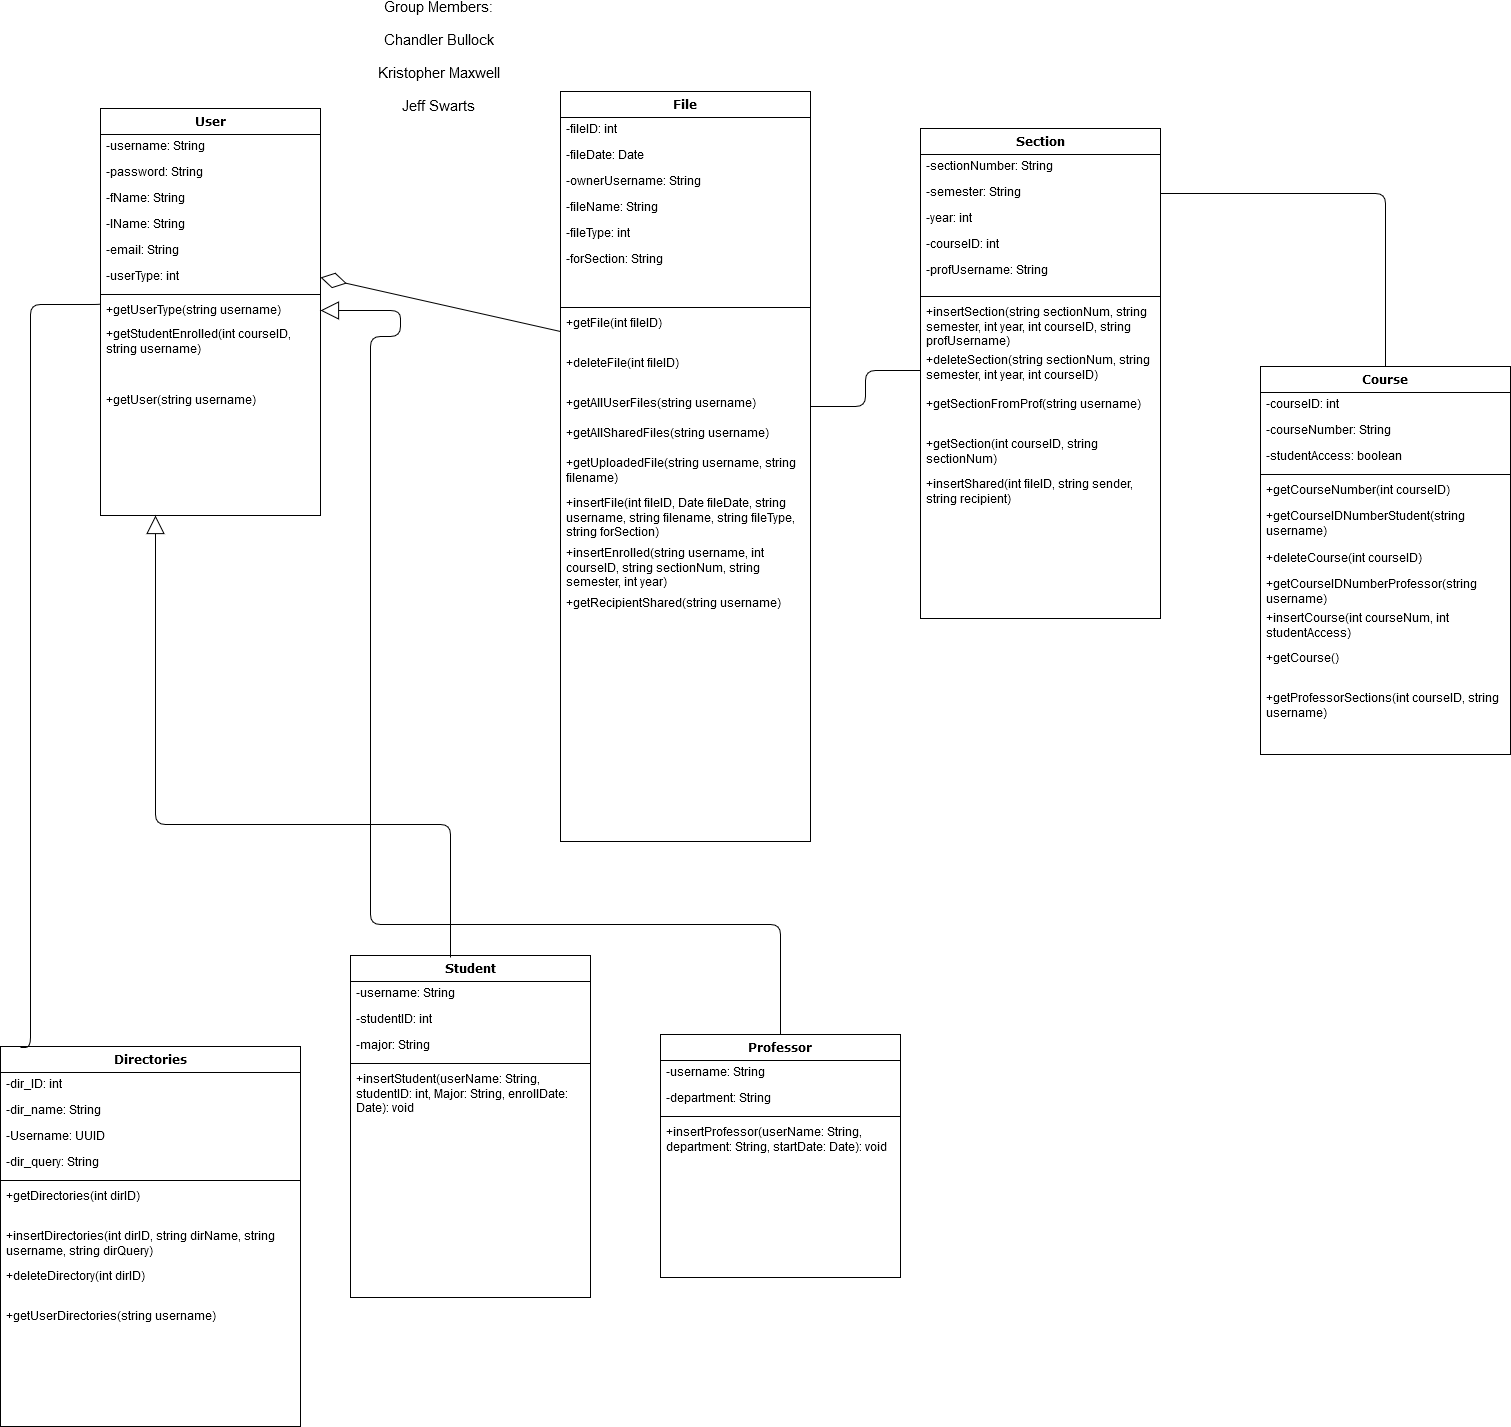 Group Members:
Chandler Bullock
Kristopher Maxwell
Jeff Swarts
User
-username: String
-password: String
-fName: String
-lName: String
-email: String
-userType: int
+getUserType(string username)
+getStudentEnrolled(int courseID,
string username)
+getUser(string username)
File
-fileID: int
-fileDate: Date
-ownerUsername: String
-fileName: String
-fileType: int
-forSection: String
+getFile(int fileID)
+deleteFile(int fileID)
+getAllUserFiles(string username)
+getAllSharedFiles(string username)
+getUploadedFile(string username, string
filename)
+insertFile(int fileID, Date fileDate, string
username, string filename, string fileType,
string forSection)
+insertEnrolled(string username, int
courseID, string sectionNum, string
semester, int year)
+getRecipientShared(string username)
Section
-sectionNumber: String
-semester: String
-year: int
-courseID: int
-profUsername: String
+insertSection(string sectionNum, string
semester, int year, int courseID, string
profUsername)
+deleteSection(string sectionNum, string
semester, int year, int courseID)
+getSectionFromProf(string username)
+getSection(int courseID, string
sectionNum)
+insertShared(int fileID, string sender,
string recipient)
Course
-courseID: int
-courseNumber: String
-studentAccess: boolean
+getCourseNumber(int courseID)
+getCourseIDNumberStudent(string
username)
+deleteCourse(int courseID)
+getCourseIDNumberProfessor(string
username)
+insertCourse(int courseNum, int
studentAccess)
+getCourse()
+getProfessorSections(int courseID, string
username)
Directories
-dir_ID: int
-dir_name: String
-Username: UUID
-dir_query: String
+getDirectories(int dirID)
+insertDirectories(int dirID, string dirName, string
username, string dirQuery)
+deleteDirectory(int dirID)
+getUserDirectories(string username)
Student
-username: String
-studentID: int
-major: String
+insertStudent(userName: String,
studentID: int, Major: String, enrollDate:
Date): void
Professor
-username: String
-department: String
+insertProfessor(userName: String,
department: String, startDate: Date): void